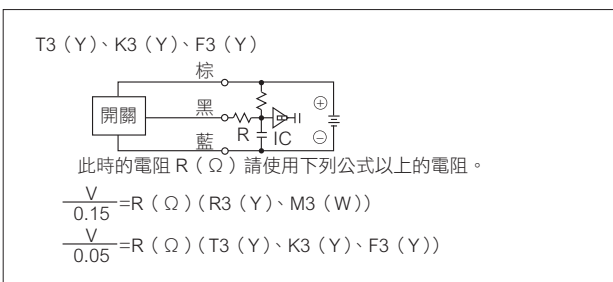 T3（Y）、K3（Y）、F3（Y）
棕
開關
黑
⊕
R
IC
藍
⊖
此時的電阻 R（Ω）請使用下列公式以上的電阻。
V/0.15=R（Ω）(R3（Y）、M3（W))
V/0.05=R（Ω）(T3（Y）、K3（Y）、F3（Y))